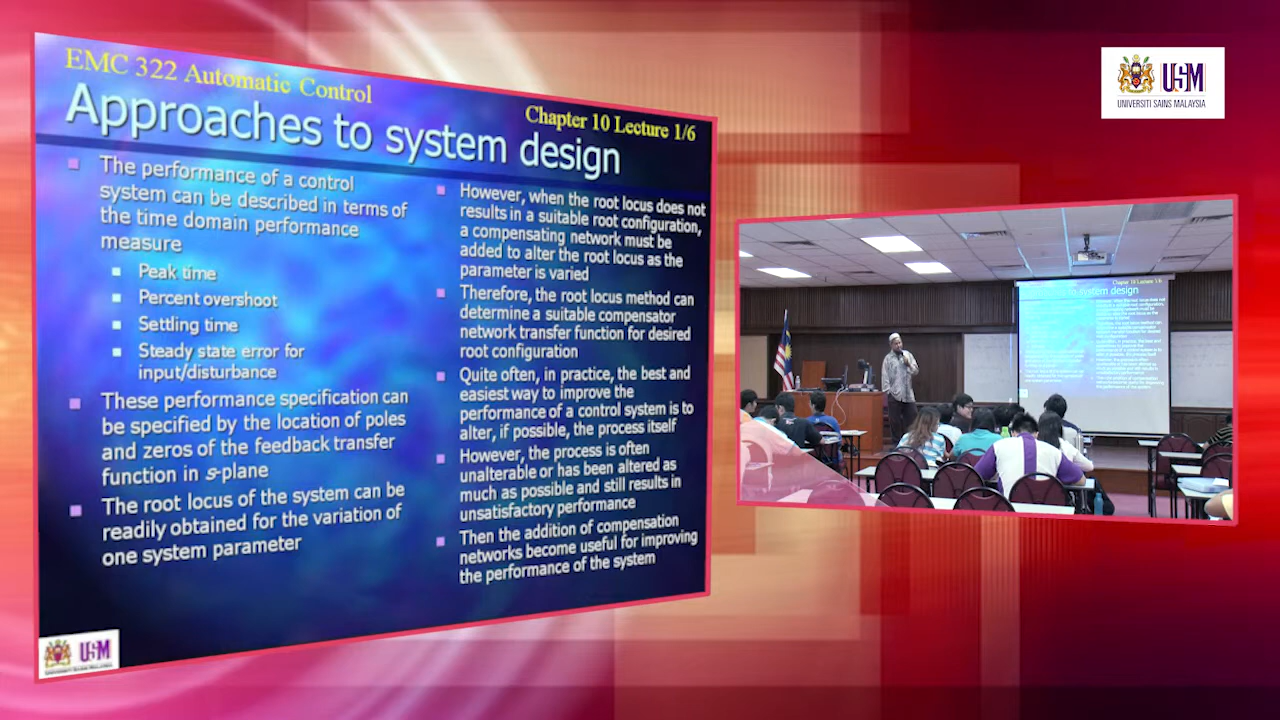 EMC 322 Automatic Control
Chapter 10 Lecture 1/6
Approaches to system design
The performance of a control
system can be described in terms of
the time domain performance
measure
Peak time
Percent overshoot
Settling time
Steady state error for
input/disturbance
These performance specification can
be specified by the location of poles
and zeros of the feedback transfer
function in s-plane
The root locus of the system can be
readily obtained for the variation of
one system parameter
However, when the root locus does not
results in a suitable root configuration,
a compensating network must be
added to alter the root locus as the
parameter is varied
Therefore, the root locus method can
determine a suitable compensator
network transfer function for desired
root configuration
Quite often, in practice, the best and
easiest way to improve the
performance of a control system is to
alter, if possible, the process itself
However, the process is often
unalterable or has been altered as
much as possible and still results in
unsatisfactory performance
Then the addition of compensation
networks become useful for improving
the performance of the system
USM
UNIVERSITI SAINS MALAYSIA
USM
UNIVERSITI SAINS MALAYSIA
Chapter 10 Lecture 1/6
to system design